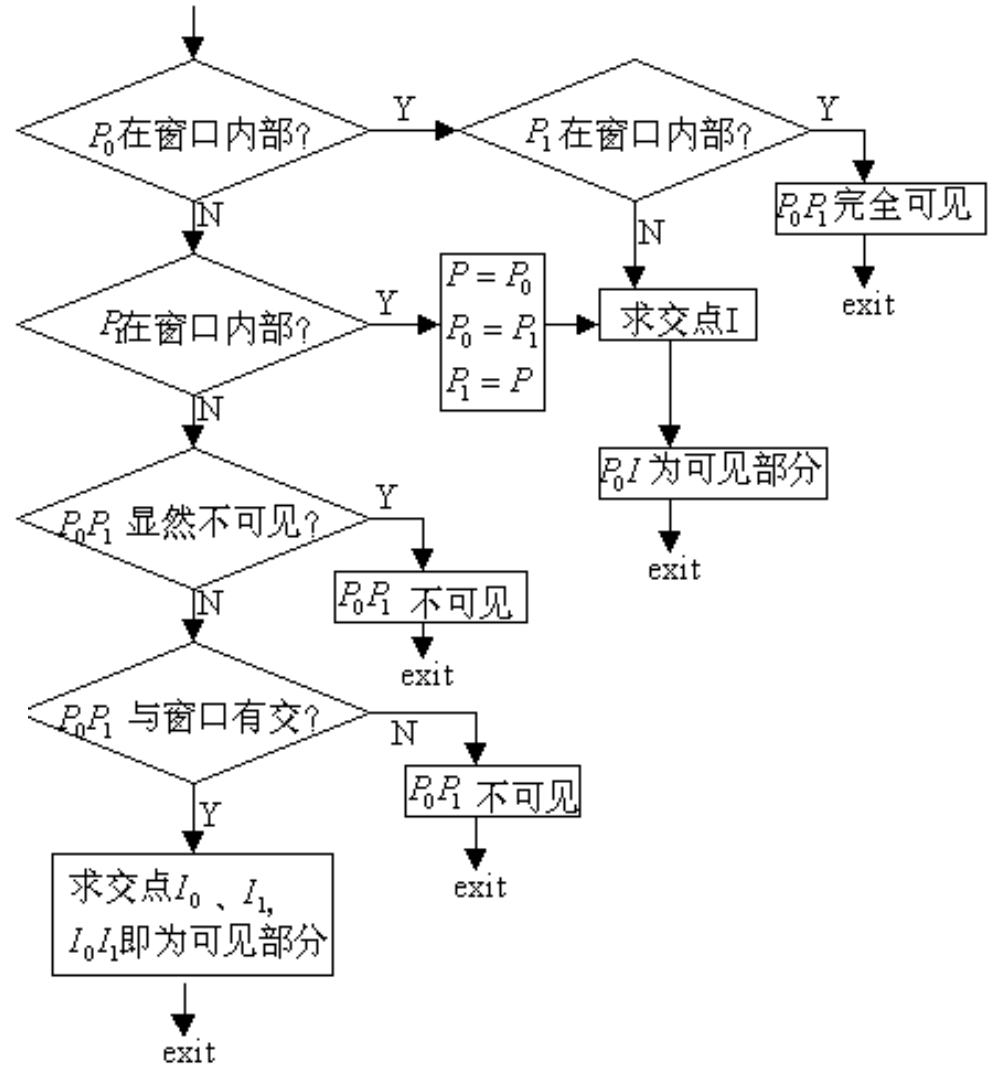 P₀在窗口内部?
Y
P₁在窗口内部?
Y
N
N
P₀P₁完全可见
exit
P₁在窗口内部?
Y
P = P₀
P₀ = P₁
P₁ = P
求交点I
N
P₀I为可见部分
exit
P₀P₁ 显然不可见?
Y
N
P₀P₁ 不可见
exit
P₀P₁ 与窗口有交?
N
Y
P₀P₁ 不可见
exit
求交点I₀、I₁,
I₀I₁即为可见部分
exit